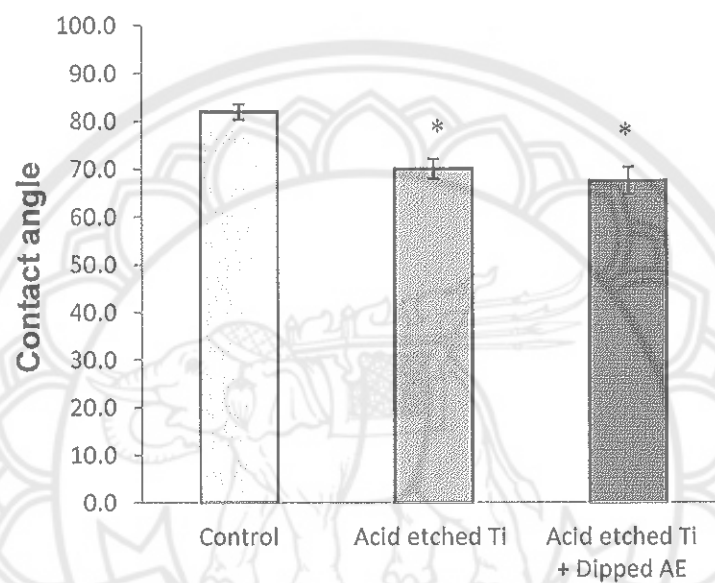 100.0
90.0
80.0
70.0
60.0
50.0
40.0
30.0
20.0
10.0
0.0
Contact angle
*
*
Control
Acid etched Ti
Acid etched Ti
+ Dipped AE